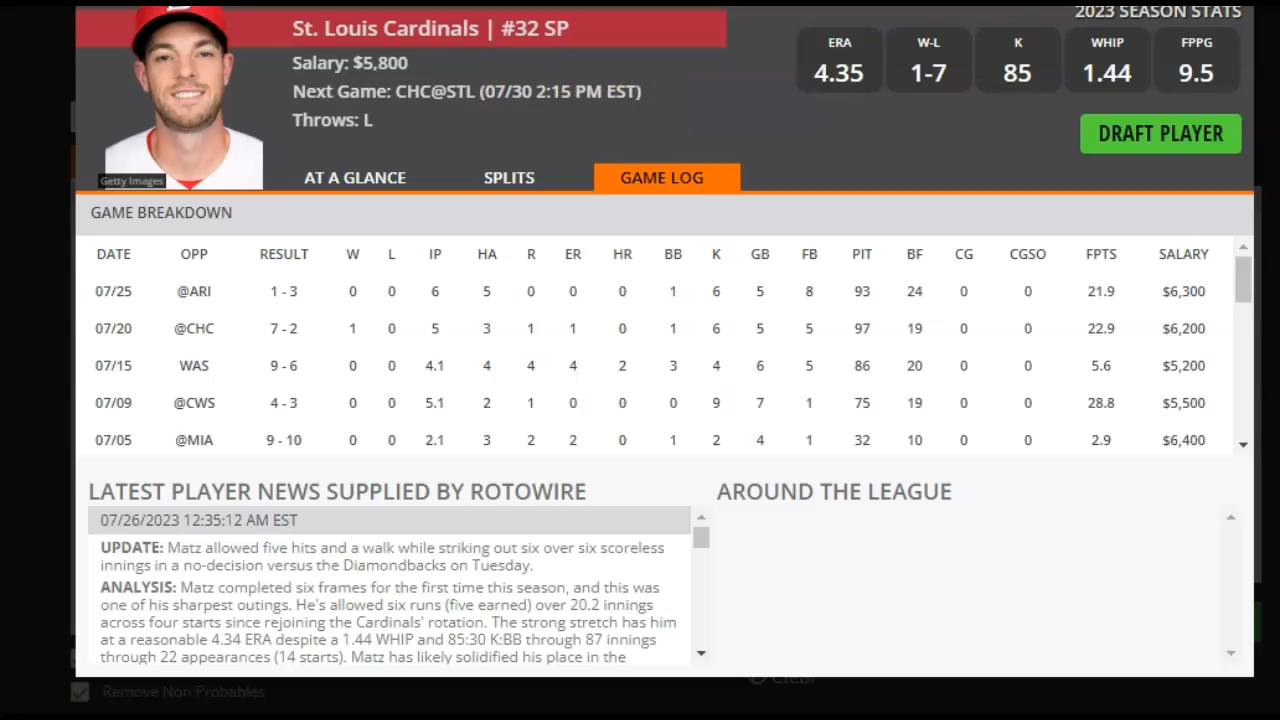 2023 SEASON STATS
St. Louis Cardinals | #32 SP
Salary: $5,800
Next Game: CHC@STL (07/30 2:15 PM EST)
Throws: L
ERA W-L K WHIP FPPG
4.35 1-7 85 1.44 9.5
DRAFT PLAYER
Getty Images
AT A GLANCE SPLITS GAME LOG
GAME BREAKDOWN
DATE OPP RESULT W L IP HA R ER HR BB K GB FB PIT BF CG CGSO FPTS SALARY
07/25 @ARI 1 - 3 0 0 6 5 0 0 0 1 6 5 8 93 24 0 0 21.9 $6,300
07/20 @CHC 7 - 2 1 0 5 3 1 1 0 1 6 5 5 97 19 0 0 22.9 $6,200
07/15 WAS 9 - 6 0 0 4.1 4 4 4 2 3 4 6 5 86 20 0 0 5.6 $5,200
07/09 @CWS 4 - 3 0 0 5.1 2 1 0 0 0 9 7 1 75 19 0 0 28.8 $5,500
07/05 @MIA 9 - 10 0 0 2.1 3 2 2 0 1 2 4 1 32 10 0 0 2.9 $6,400
LATEST PLAYER NEWS SUPPLIED BY ROTOWIRE
07/26/2023 12:35:12 AM EST
UPDATE: Matz allowed five hits and a walk while striking out six over six scoreless
innings in a no-decision versus the Diamondbacks on Tuesday.
ANALYSIS: Matz completed six frames for the first time this season, and this was
one of his sharpest outings. He's allowed six runs (five earned) over 20.2 innings
across four starts since rejoining the Cardinals' rotation. The strong stretch has him
at a reasonable 4.34 ERA despite a 1.44 WHIP and 85:30 K:BB through 87 innings
through 22 appearances (14 starts). Matz has likely solidified his place in the
AROUND THE LEAGUE
Remove Non Probables
Clear